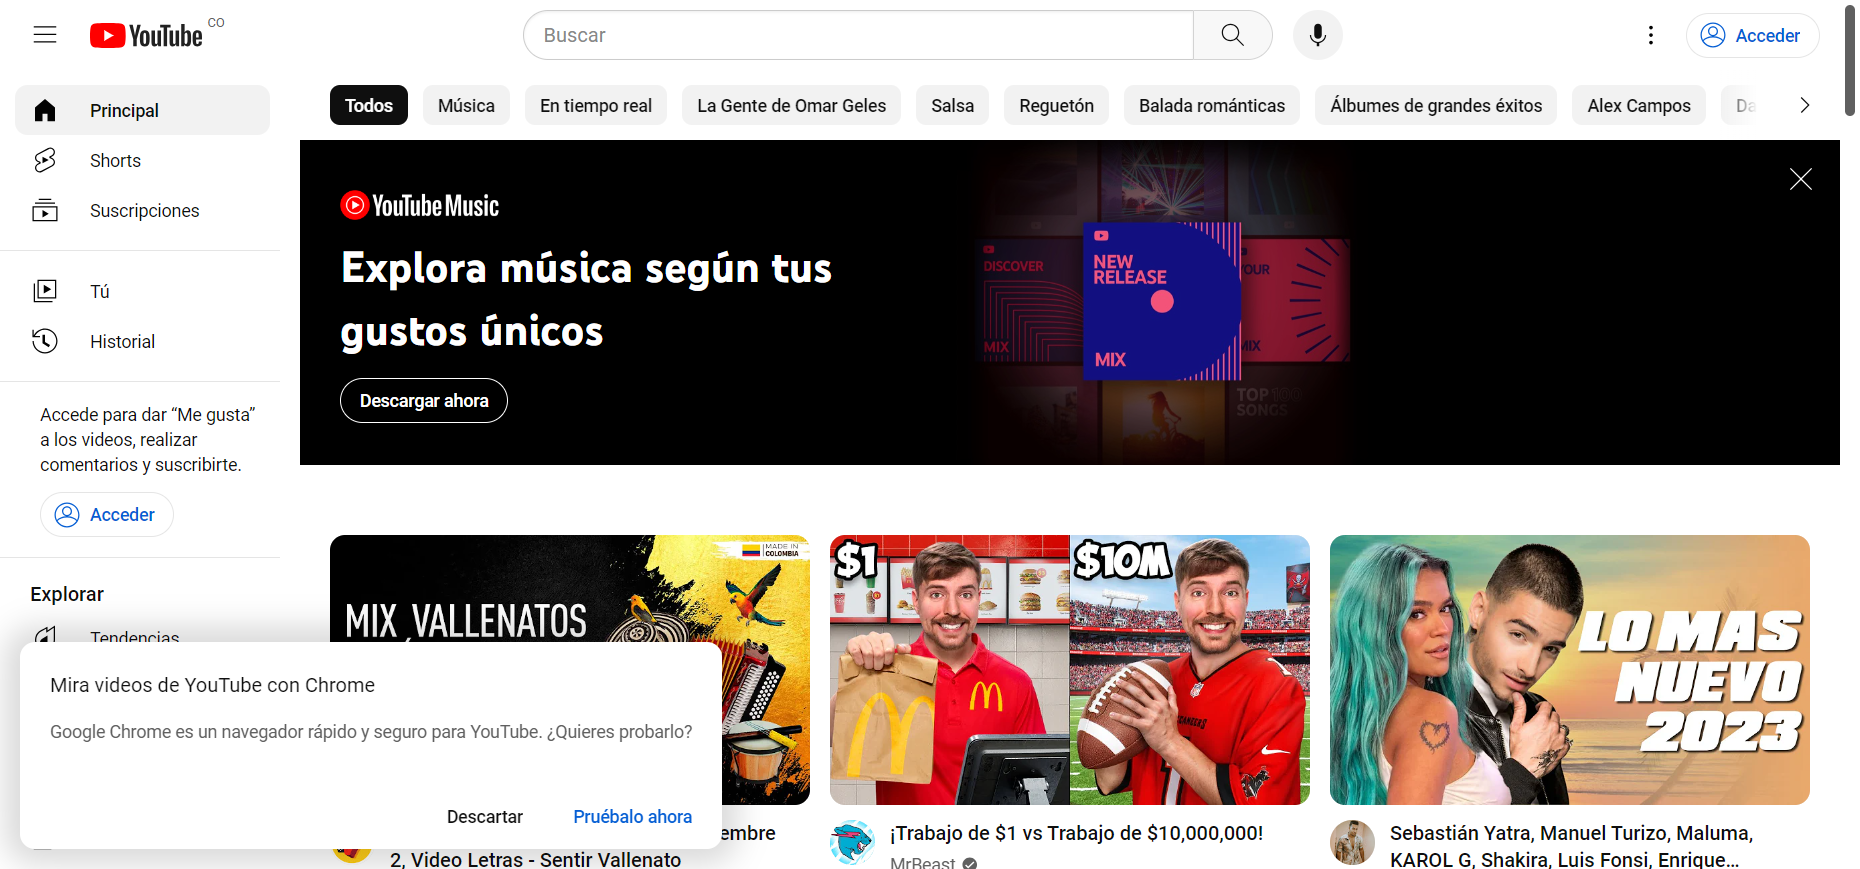 YouTube CO
Buscar
Acceder
Principal
Shorts
Suscripciones
Tú
Historial
Accede para dar “Me gusta”
a los videos, realizar
comentarios y suscribirte.
Acceder
Explorar
Tendencias
Todos
Música
En tiempo real
La Gente de Omar Geles
Salsa
Reguetón
Balada románticas
Álbumes de grandes éxitos
Alex Campos
Da
YouTube Music
Explora música según tus
gustos únicos
Descargar ahora
DISCOVER
MIX
NEW
RELEASE
MIX
YOUR
MIX
TOP 100
SONGS
MADE IN
COLOMBIA
MIX VALLENATOS
$1
$10M
LO MAS
NUEVO
2023
2, Video Letras - Sentir Vallenato
¡Trabajo de $1 vs Trabajo de $10,000,000!
MrBeast
Sebastián Yatra, Manuel Turizo, Maluma,
KAROL G, Shakira, Luis Fonsi, Enrique...
Mira videos de YouTube con Chrome
Google Chrome es un navegador rápido y seguro para YouTube. ¿Quieres probarlo?
Descartar
Pruébalo ahora